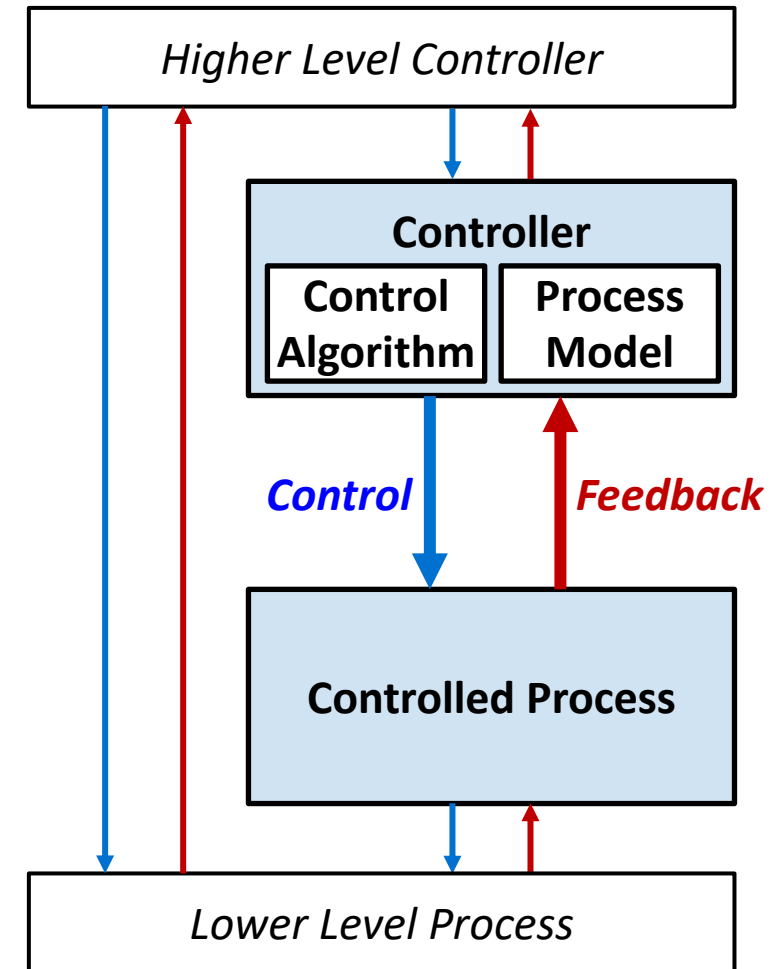 Higher Level Controller
Controller
Control
Algorithm
Process
Model
Control
Feedback
Controlled Process
Lower Level Process